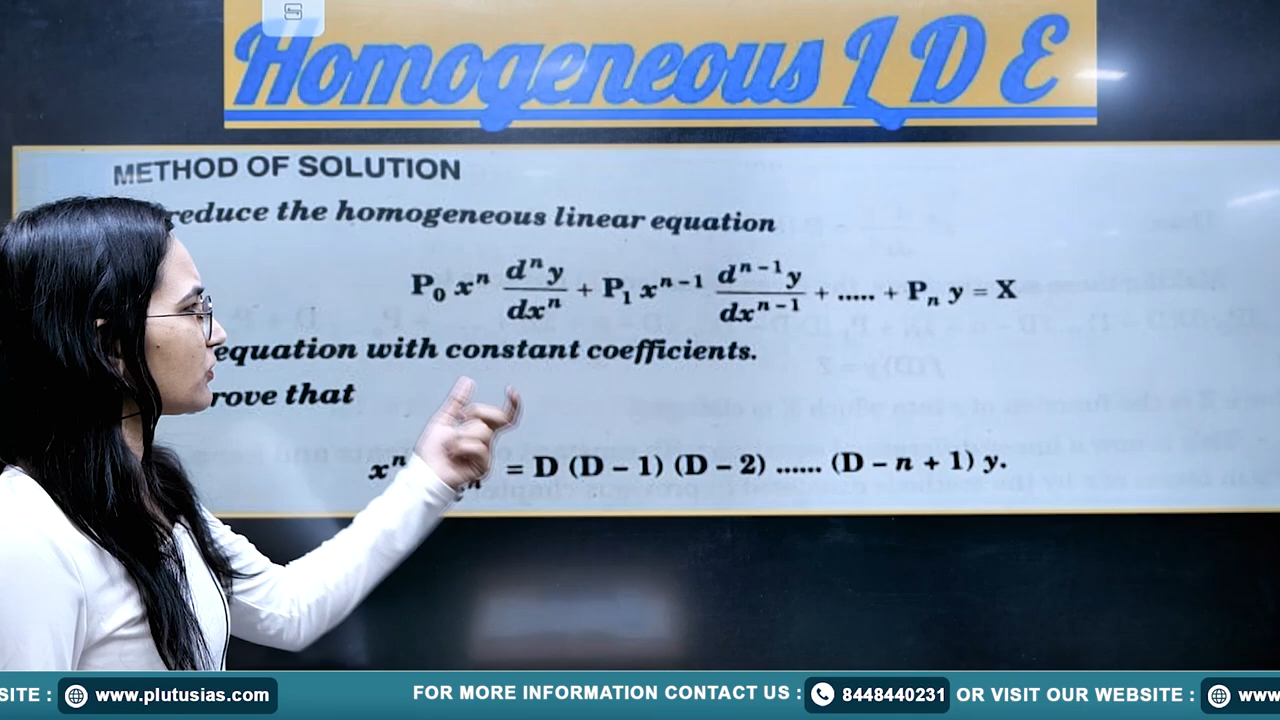 Homogeneous L D E
METHOD OF SOLUTION
reduce the homogeneous linear equation
P₀ xⁿ dⁿy/dxⁿ + P₁ xⁿ⁻¹ dⁿ⁻¹y/dxⁿ⁻¹ + ..... + Pₙ y = X
equation with constant coefficients.
rove that
xⁿ = D (D – 1) (D – 2) ...... (D – n + 1) y.
SITE : www.plutusias.com FOR MORE INFORMATION CONTACT US : 8448440231 OR VISIT OUR WEBSITE : www